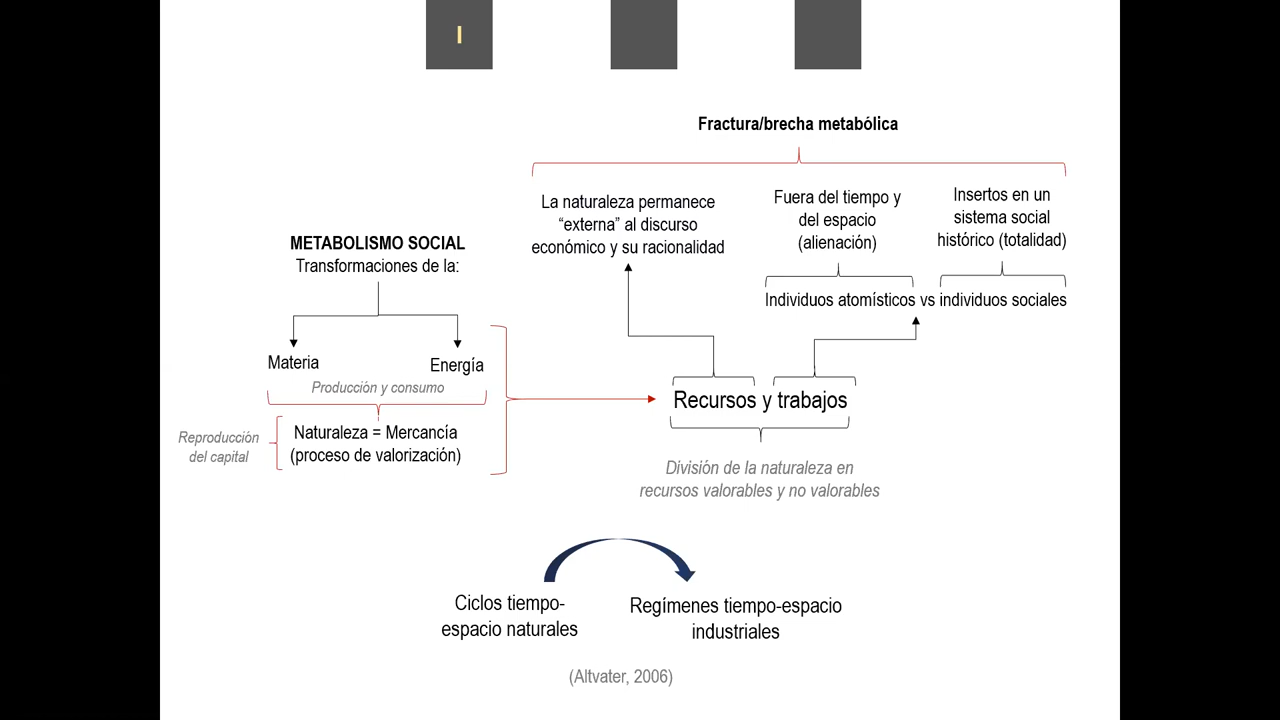 I
Fractura/brecha metabólica
La naturaleza permanece
“externa” al discurso
económico y su racionalidad
Fuera del tiempo y
del espacio
(alienación)
Insertos en un
sistema social
histórico (totalidad)
Individuos atomísticos vs individuos sociales
METABOLISMO SOCIAL
Transformaciones de la:
Materia
Energía
Producción y consumo
Reproducción
del capital
Naturaleza = Mercancía
(proceso de valorización)
Recursos y trabajos
División de la naturaleza en
recursos valorables y no valorables
Ciclos tiempo-
espacio naturales
Regímenes tiempo-espacio
industriales
(Altvater, 2006)